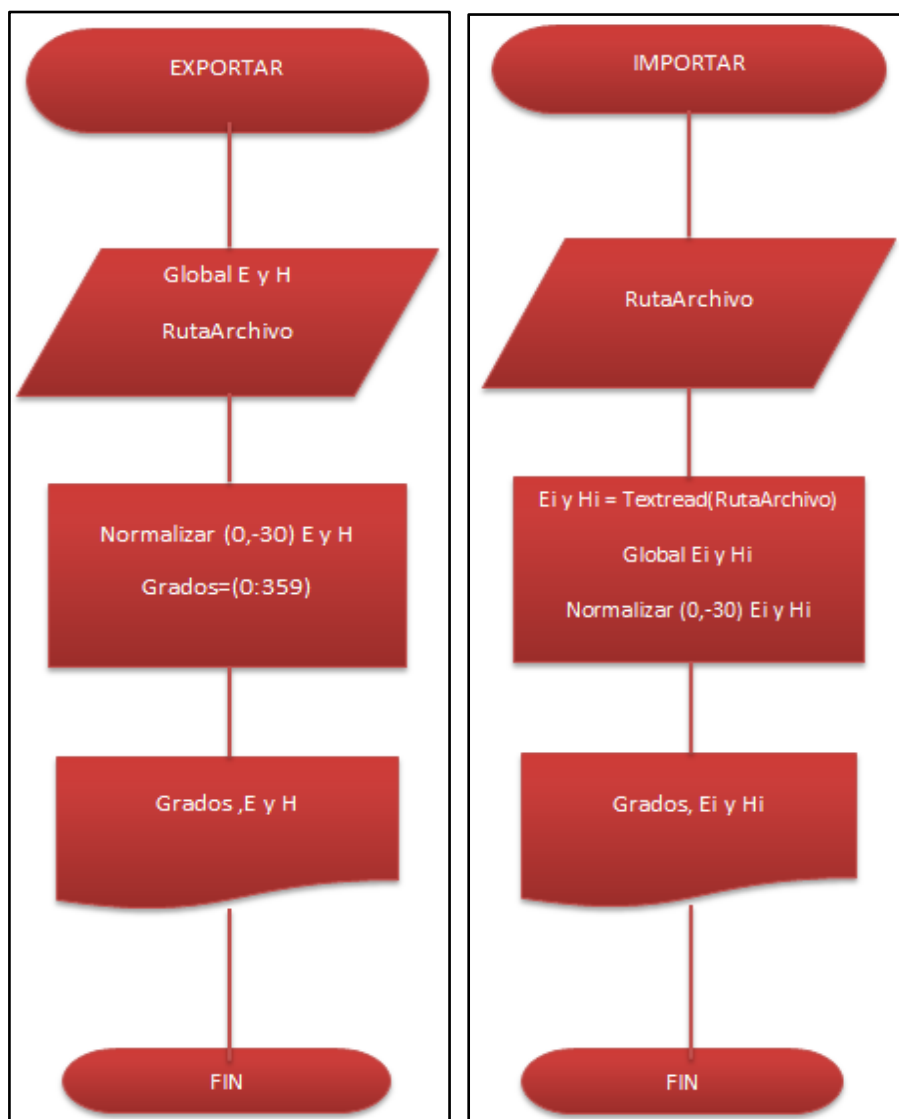 EXPORTAR
Global E y H
RutaArchivo
Normalizar (0,-30) E y H
Grados=(0:359)
Grados ,E y H
FIN
IMPORTAR
RutaArchivo
Ei y Hi = Textread(RutaArchivo)
Global Ei y Hi
Normalizar (0,-30) Ei y Hi
Grados, Ei y Hi
FIN